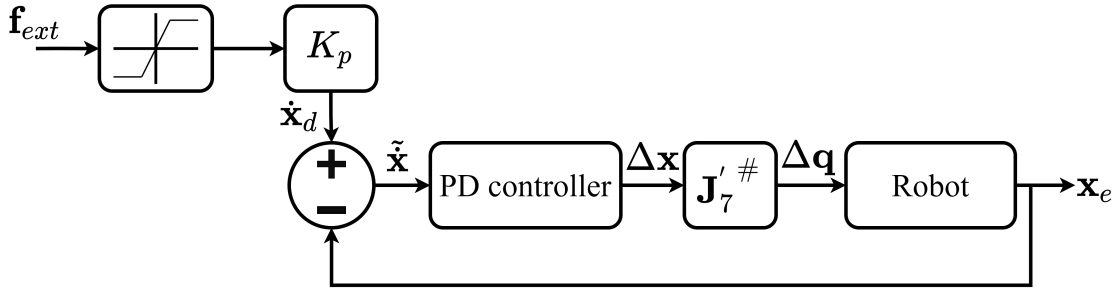 f_ext
K_p
ẋ_d
+
−
x̃̇
PD controller
Δx
J'_7^#
Δq
Robot
x_e